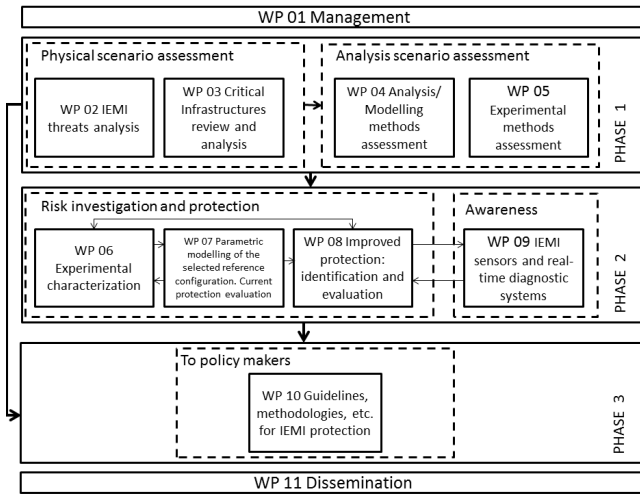 WP 01 Management
Physical scenario assessment
WP 02 IEMI
threats analysis
WP 03 Critical
Infrastructures
review and
analysis
Analysis scenario assessment
WP 04 Analysis/
Modelling
methods
assessment
WP 05
Experimental
methods
assessment
PHASE 1
Risk investigation and protection
WP 06
Experimental
characterization
WP 07 Parametric
modelling of the
selected reference
configuration. Current
protection evaluation
WP 08 Improved
protection:
identification and
evaluation
Awareness
WP 09 IEMI
sensors and real-
time diagnostic
systems
PHASE 2
To policy makers
WP 10 Guidelines,
methodologies, etc.
for IEMI protection
PHASE 3
WP 11 Dissemination